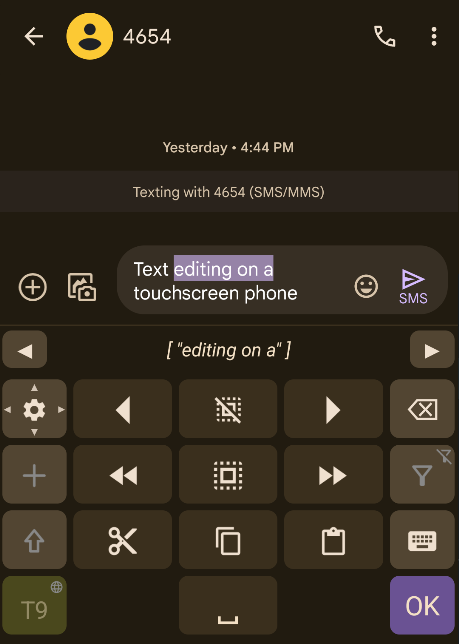 4654
Yesterday • 4:44 PM
Texting with 4654 (SMS/MMS)
Text editing on a
touchscreen phone
SMS
[ "editing on a" ]
T9
OK